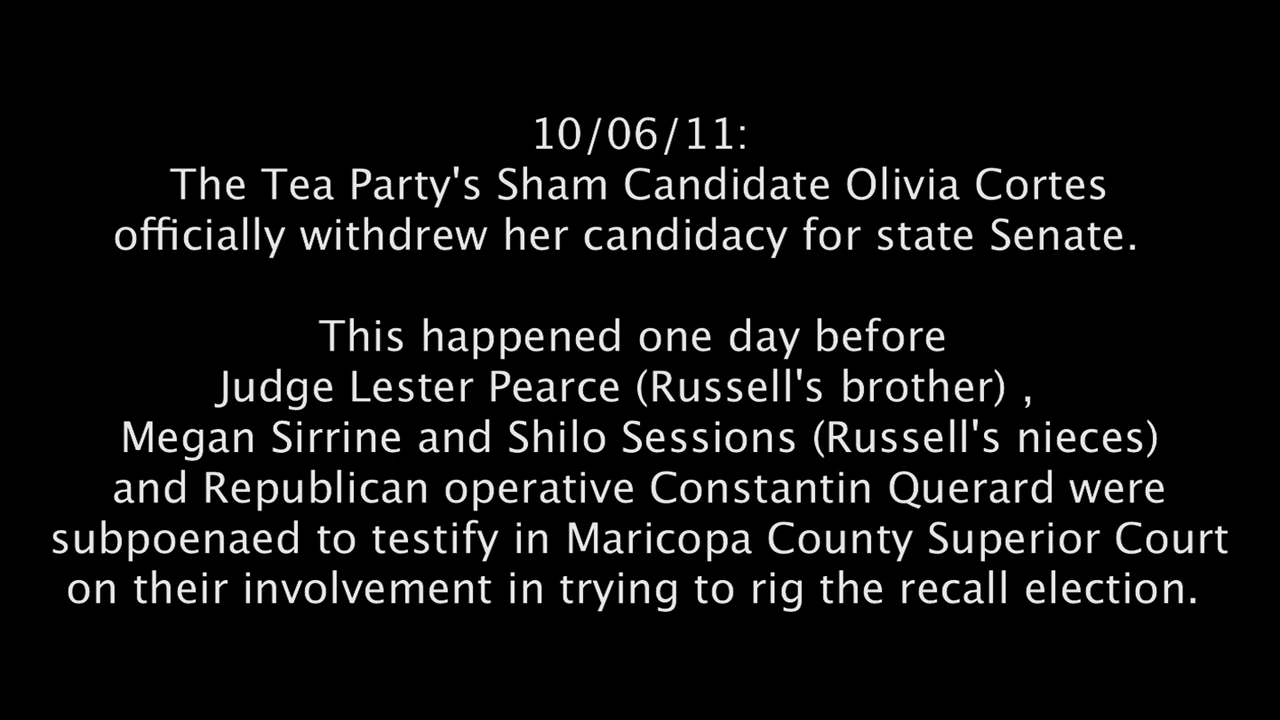 10/06/11:
The Tea Party's Sham Candidate Olivia Cortes
officially withdrew her candidacy for state Senate.
This happened one day before
Judge Lester Pearce (Russell's brother) ,
Megan Sirrine and Shilo Sessions (Russell's nieces)
and Republican operative Constantin Querard were
subpoenaed to testify in Maricopa County Superior Court
on their involvement in trying to rig the recall election.